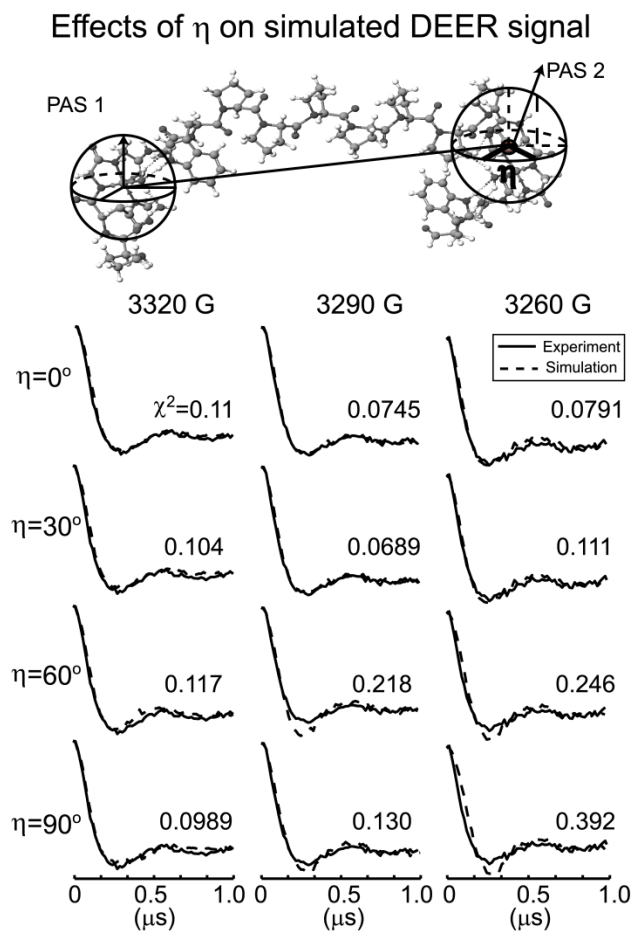 Effects of η on simulated DEER signal
PAS 1
PAS 2
η
3320 G
3290 G
3260 G
Experiment
Simulation
η=0°
χ²=0.11
0.0745
0.0791
η=30°
0.104
0.0689
0.111
η=60°
0.117
0.218
0.246
η=90°
0.0989
0.130
0.392
0 0.5 1.0 0 0.5 1.0 0 0.5 1.0
(μs) (μs) (μs)